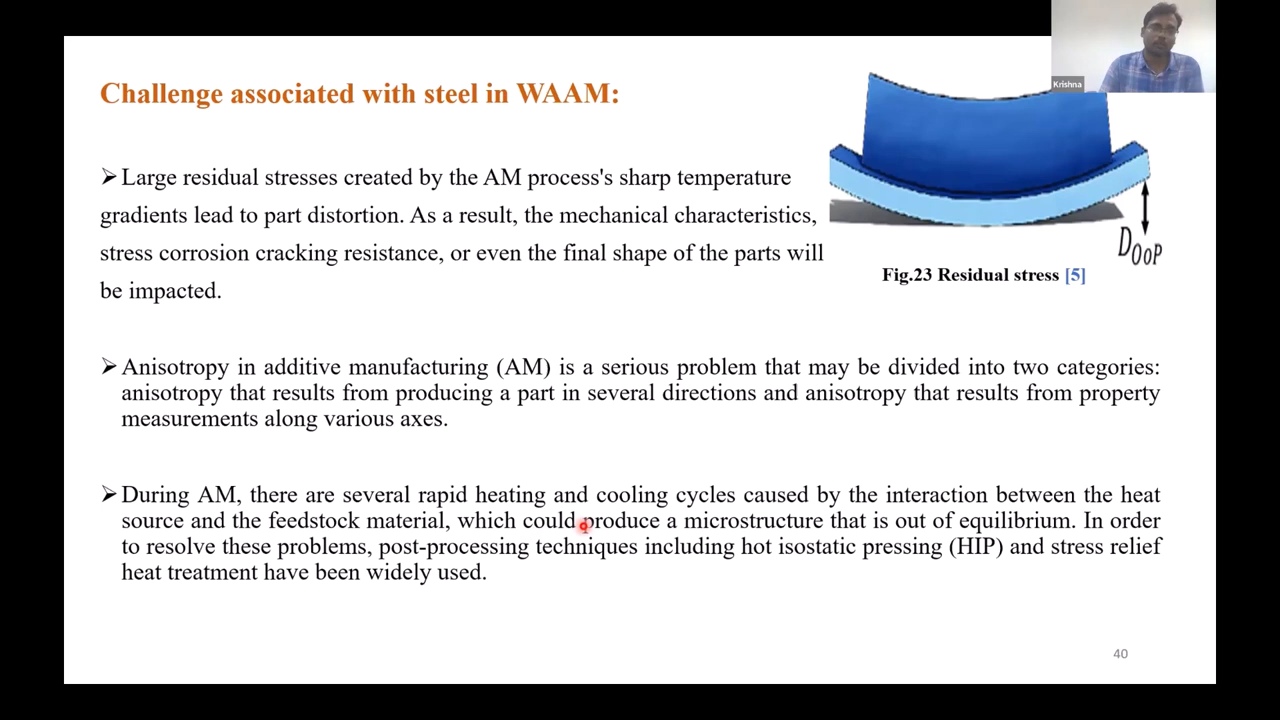 Krishna
Challenge associated with steel in WAAM:
➢Large residual stresses created by the AM process's sharp temperature
gradients lead to part distortion. As a result, the mechanical characteristics,
stress corrosion cracking resistance, or even the final shape of the parts will
be impacted.
DOoP
Fig.23 Residual stress [5]
➢Anisotropy in additive manufacturing (AM) is a serious problem that may be divided into two categories:
anisotropy that results from producing a part in several directions and anisotropy that results from property
measurements along various axes.
➢During AM, there are several rapid heating and cooling cycles caused by the interaction between the heat
source and the feedstock material, which could produce a microstructure that is out of equilibrium. In order
to resolve these problems, post-processing techniques including hot isostatic pressing (HIP) and stress relief
heat treatment have been widely used.
40